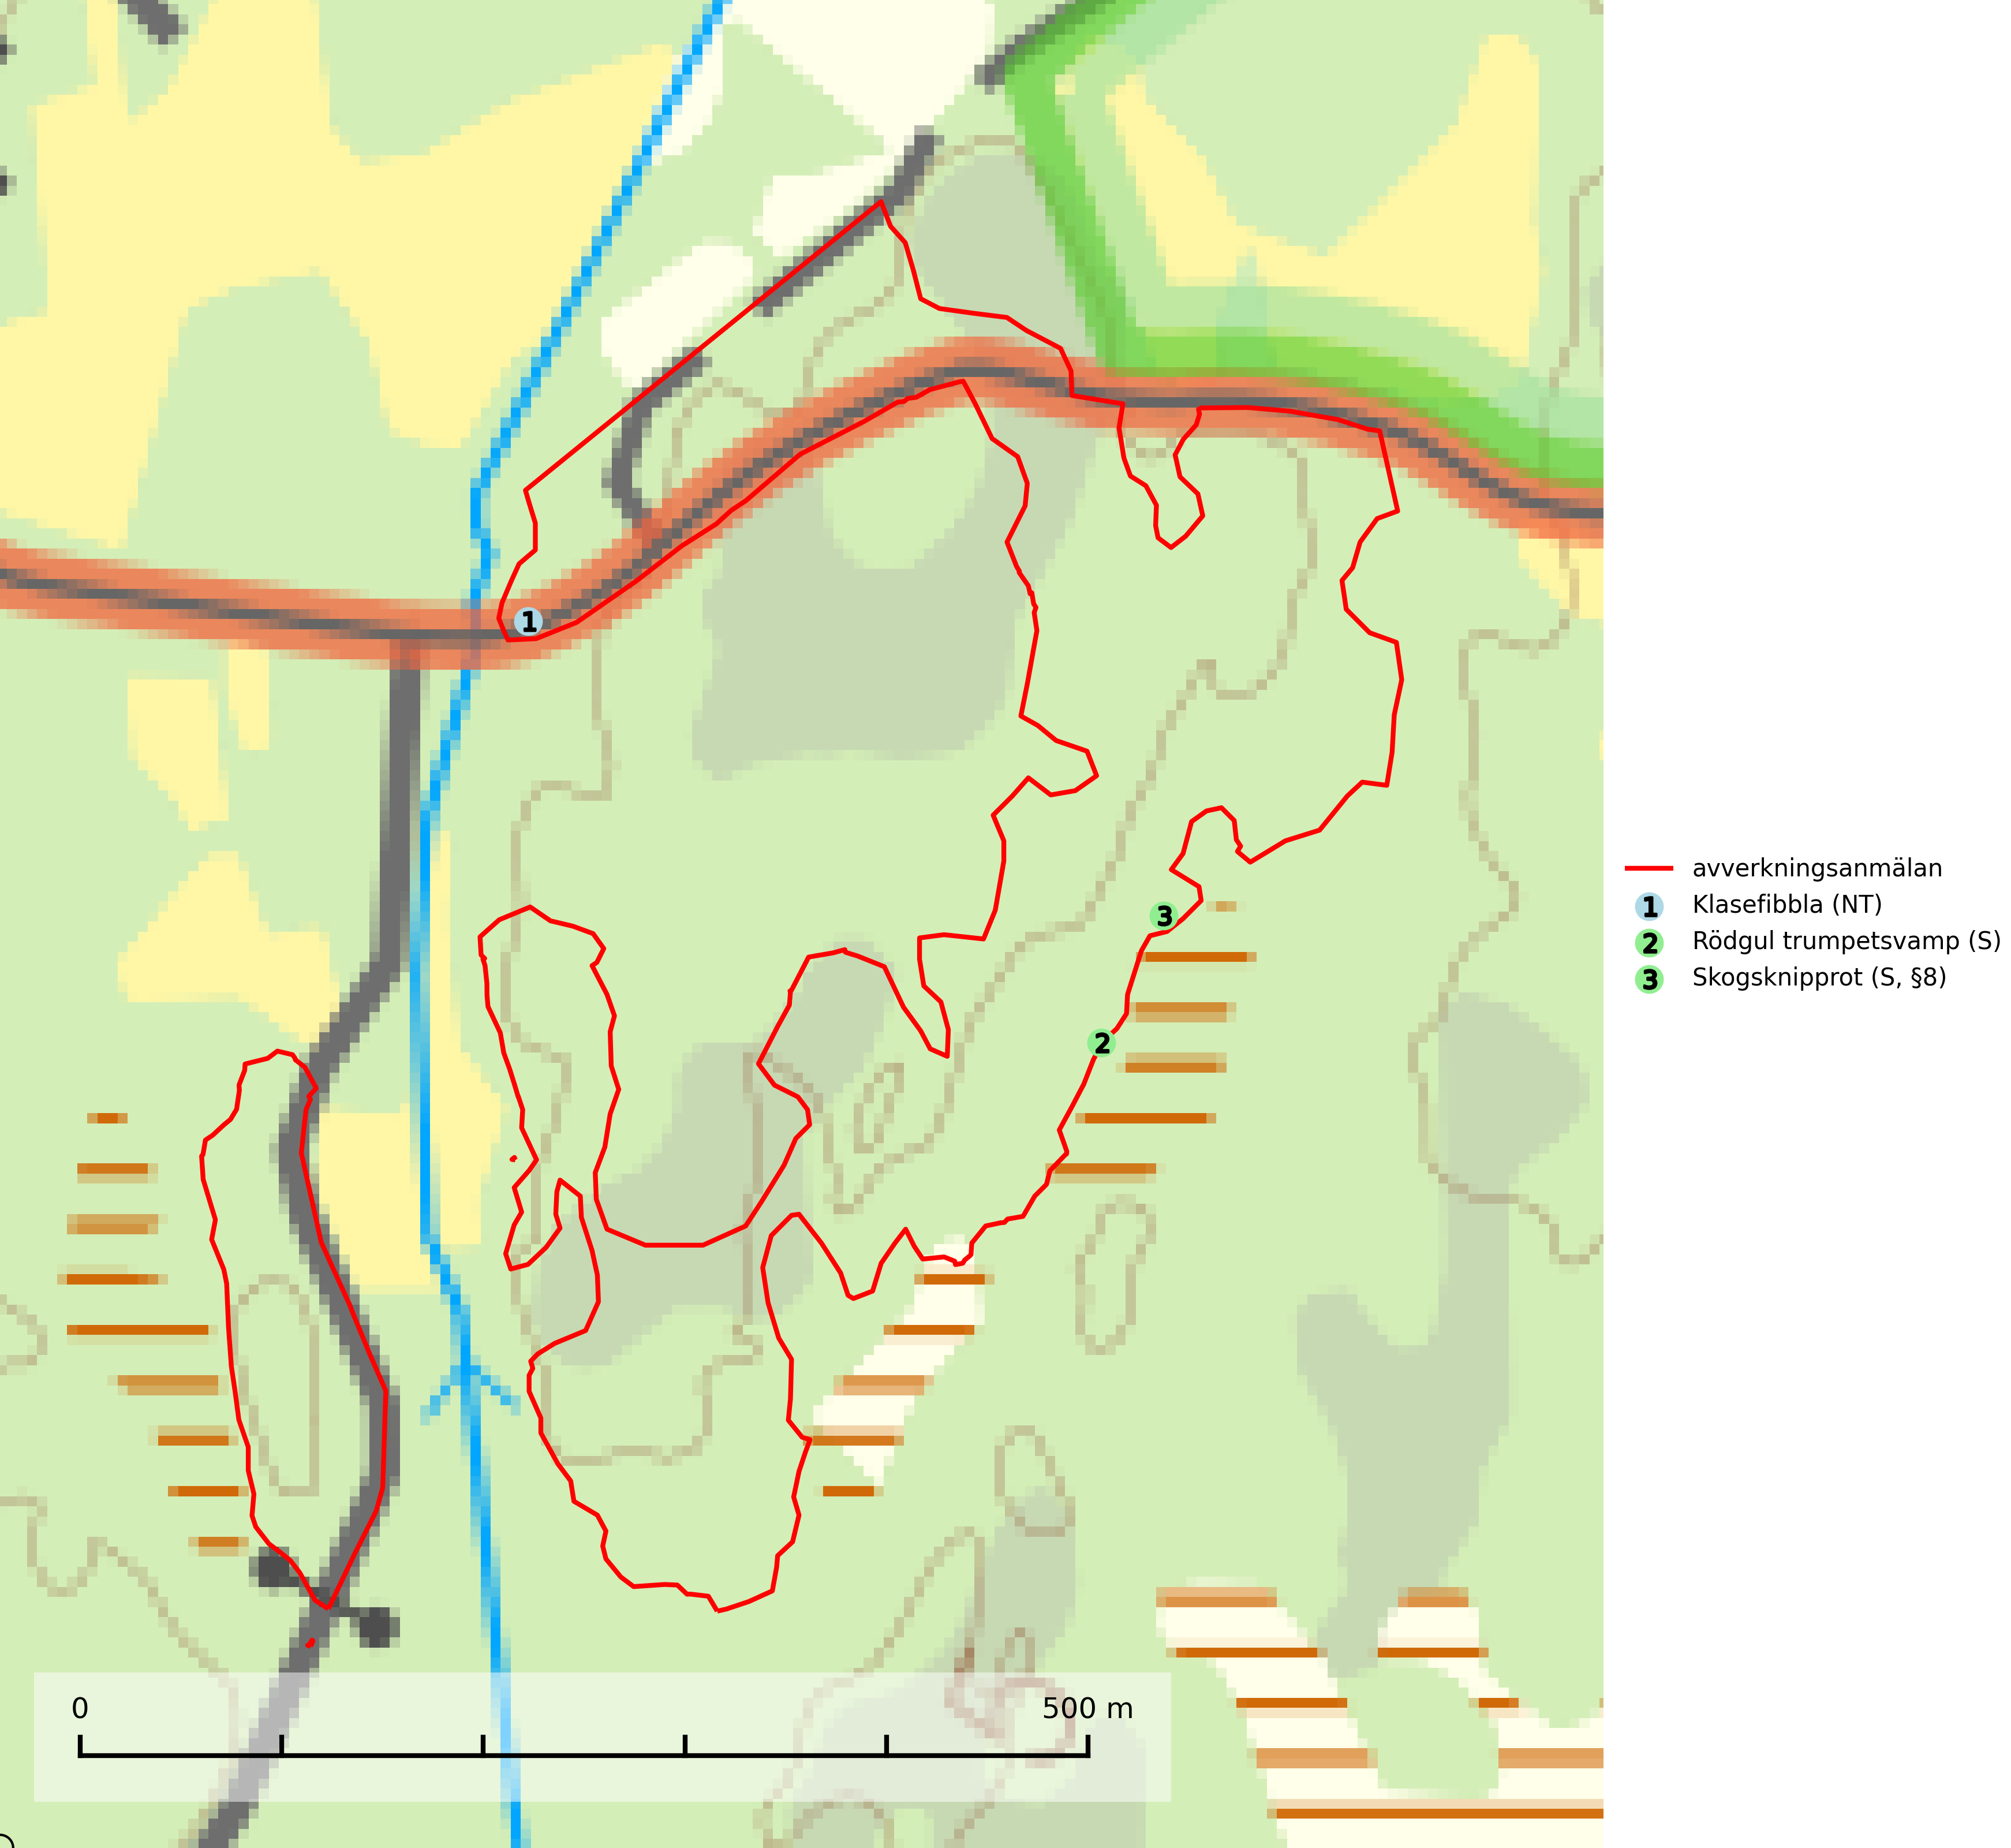 1
3
2
avverkningsanmälan
1 Klasefibbla (NT)
2 Rödgul trumpetsvamp (S)
3 Skogsknipprot (S, §8)
0 500 m